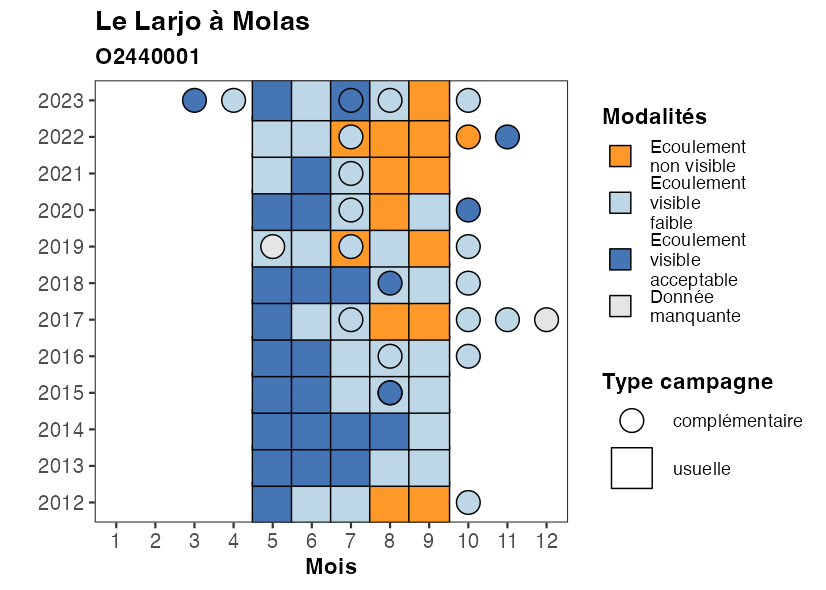 Le Larjo à Molas
O2440001
2023
2022
2021
2020
2019
2018
2017
2016
2015
2014
2013
2012
1 2 3 4 5 6 7 8 9 10 11 12
Mois
Modalités
Ecoulement
non visible
Ecoulement
visible
faible
Ecoulement
visible
acceptable
Donnée
manquante
Type campagne
complémentaire
usuelle